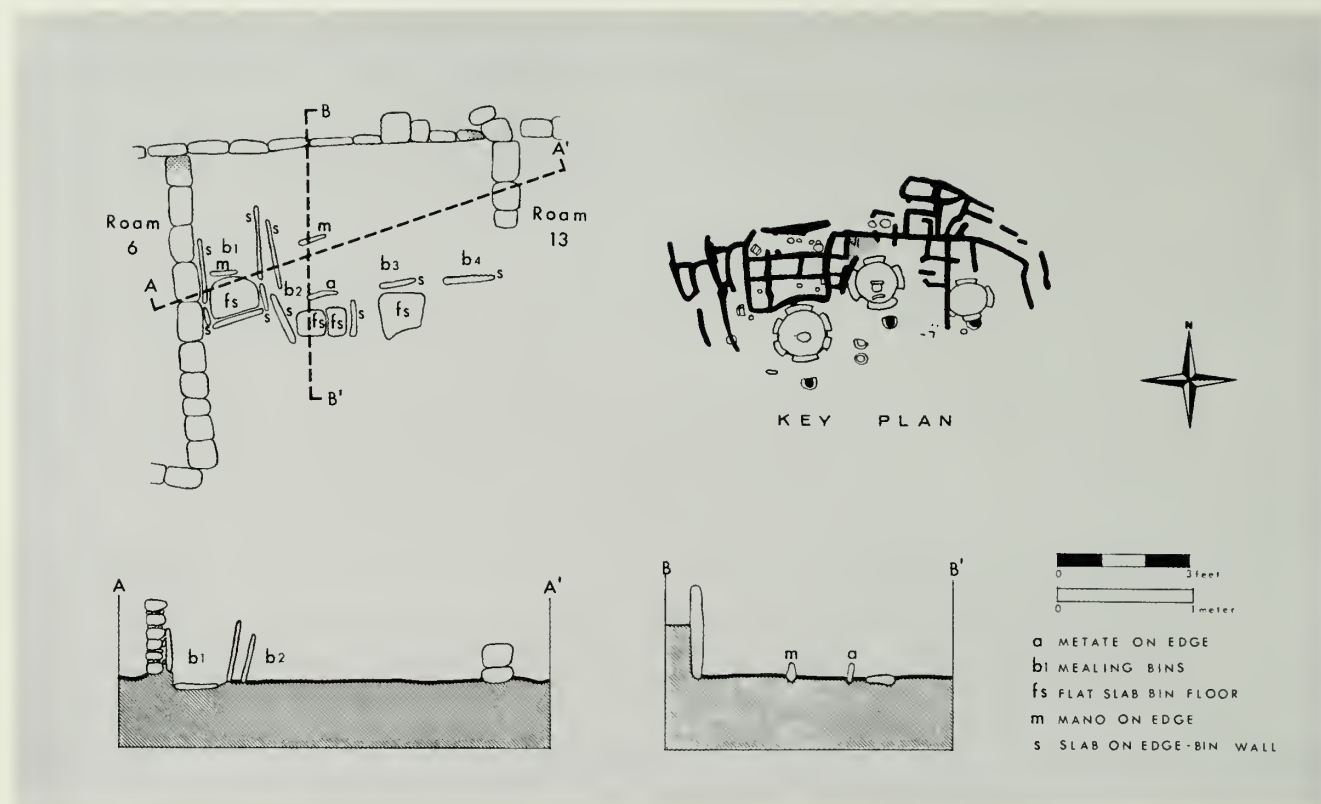 B
A'
Room
6
Room
13
s
s
m
s
b1
m
b3
s
b4
s
A
fs
b2
a
s
s
s
fs
fs
s
fs
B'
N
KEY PLAN
A
A'
b1
b2
B
B'
m
a
0
3 feet
0
1 meter
a METATE ON EDGE
b1 MEALING BINS
fs FLAT SLAB BIN FLOOR
m MANO ON EDGE
s SLAB ON EDGE-BIN WALL